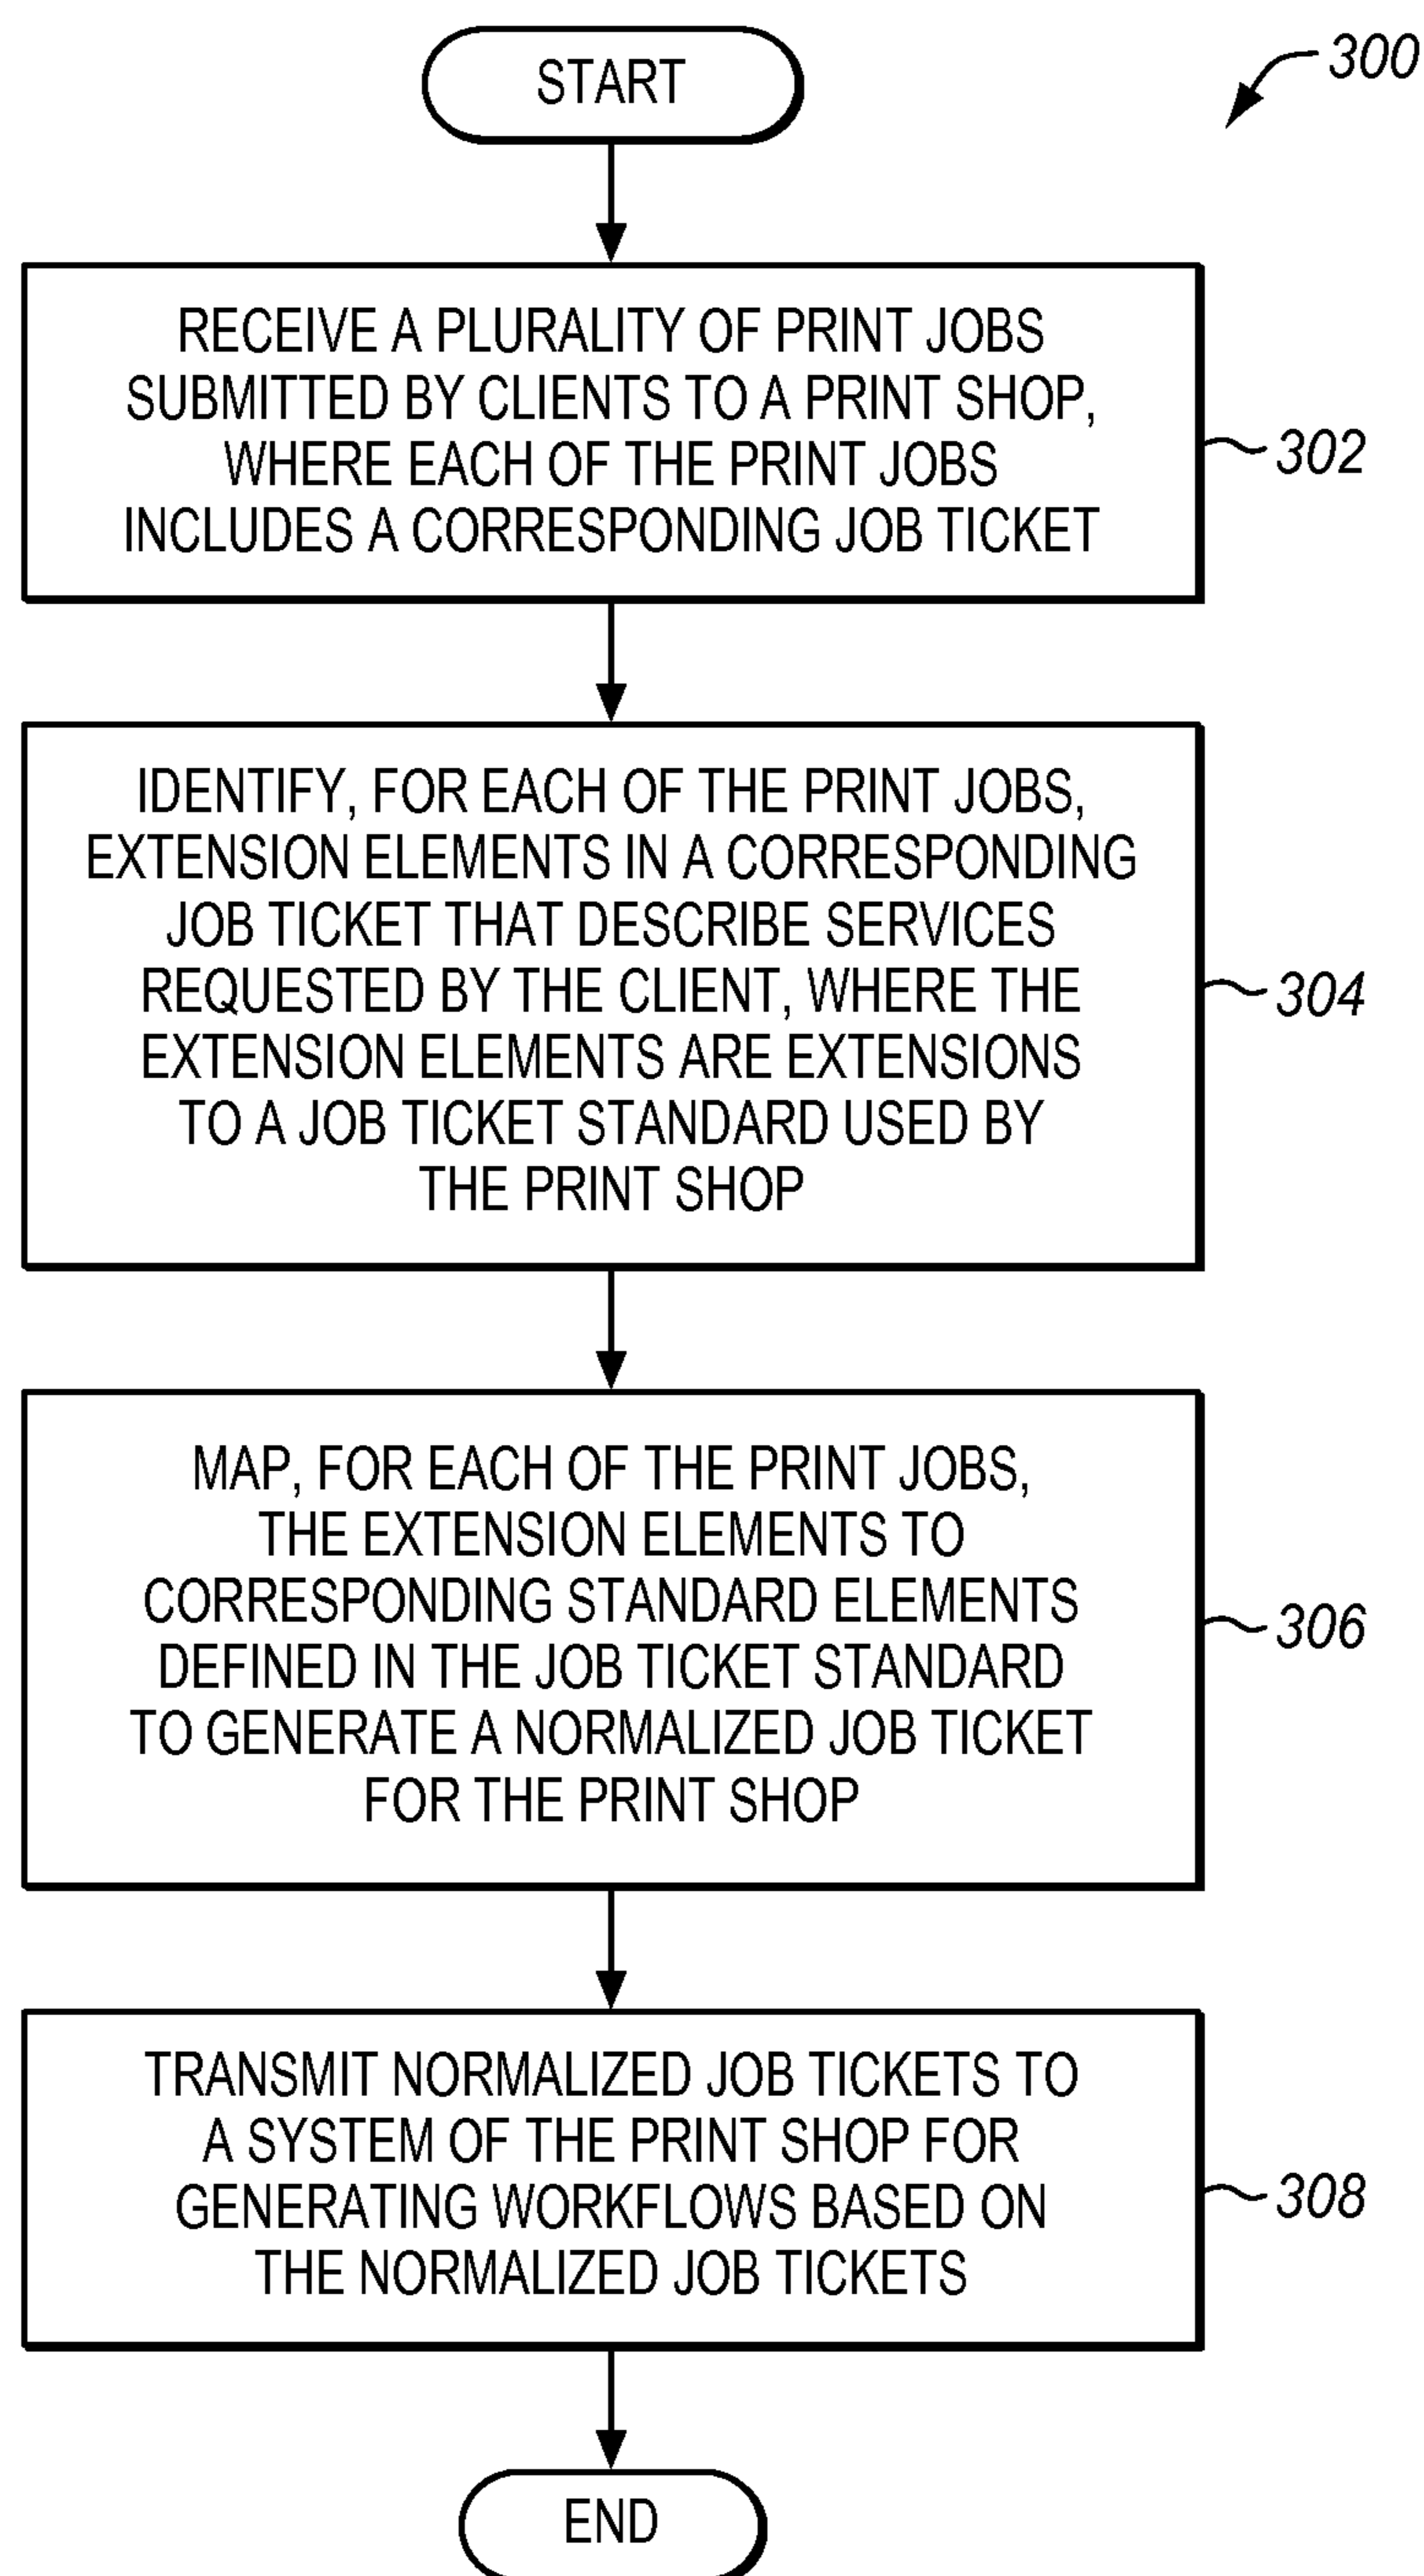 START
300
RECEIVE A PLURALITY OF PRINT JOBS
SUBMITTED BY CLIENTS TO A PRINT SHOP,
WHERE EACH OF THE PRINT JOBS
INCLUDES A CORRESPONDING JOB TICKET
302
IDENTIFY, FOR EACH OF THE PRINT JOBS,
EXTENSION ELEMENTS IN A CORRESPONDING
JOB TICKET THAT DESCRIBE SERVICES
REQUESTED BY THE CLIENT, WHERE THE
EXTENSION ELEMENTS ARE EXTENSIONS
TO A JOB TICKET STANDARD USED BY
THE PRINT SHOP
304
MAP, FOR EACH OF THE PRINT JOBS,
THE EXTENSION ELEMENTS TO
CORRESPONDING STANDARD ELEMENTS
DEFINED IN THE JOB TICKET STANDARD
TO GENERATE A NORMALIZED JOB TICKET
FOR THE PRINT SHOP
306
TRANSMIT NORMALIZED JOB TICKETS TO
A SYSTEM OF THE PRINT SHOP FOR
GENERATING WORKFLOWS BASED ON
THE NORMALIZED JOB TICKETS
308
END